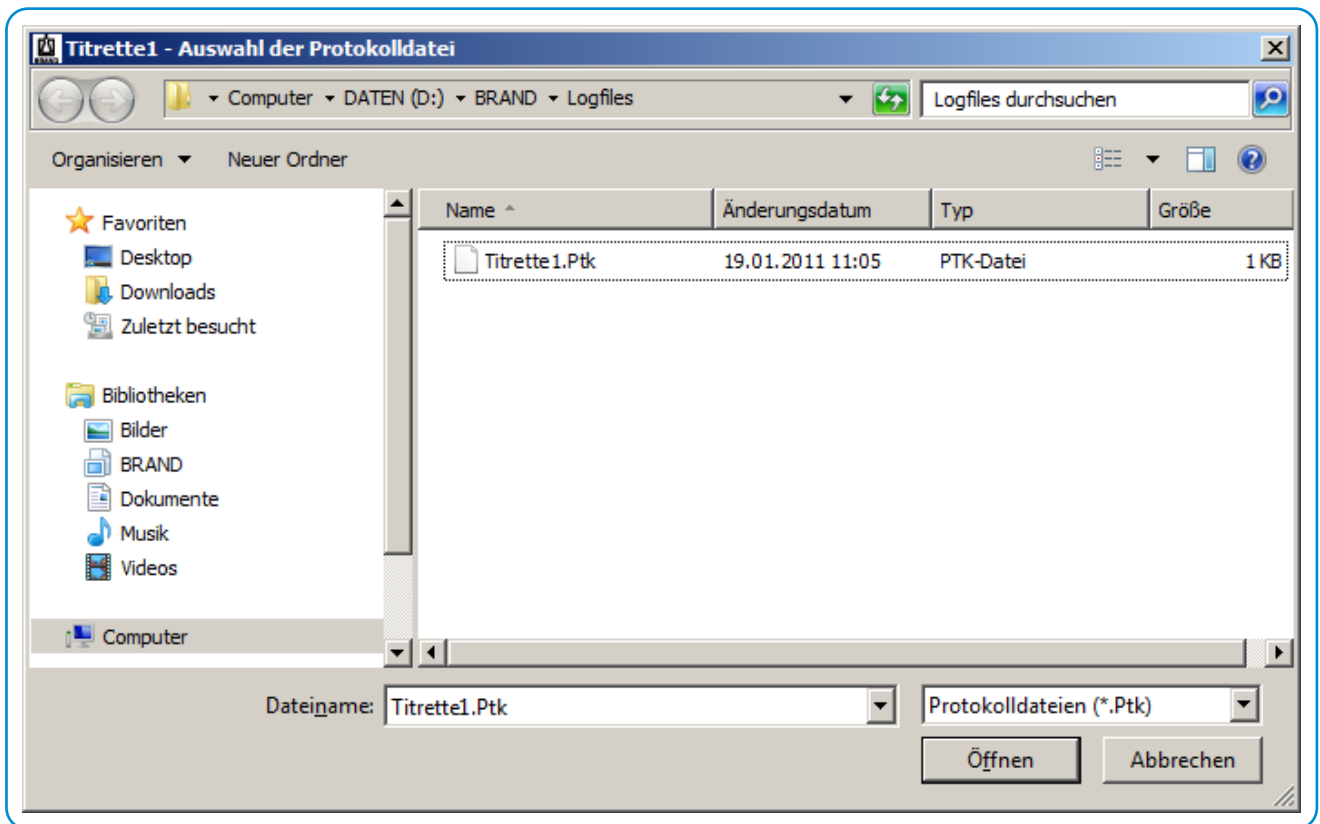 Titrette1 - Auswahl der Protokolldatei
Computer DATEN (D:) BRAND Logfiles Logfiles durchsuchen
Organisieren Neuer Ordner
Favoriten
Desktop
Downloads
Zuletzt besucht
Bibliotheken
Bilder
BRAND
Dokumente
Musik
Videos
Computer
Name Änderungsdatum Typ Größe
Titrette1.Ptk 19.01.2011 11:05 PTK-Datei 1 KB
Dateiname: Titrette1.Ptk Protokolldateien (*.Ptk)
Öffnen Abbrechen